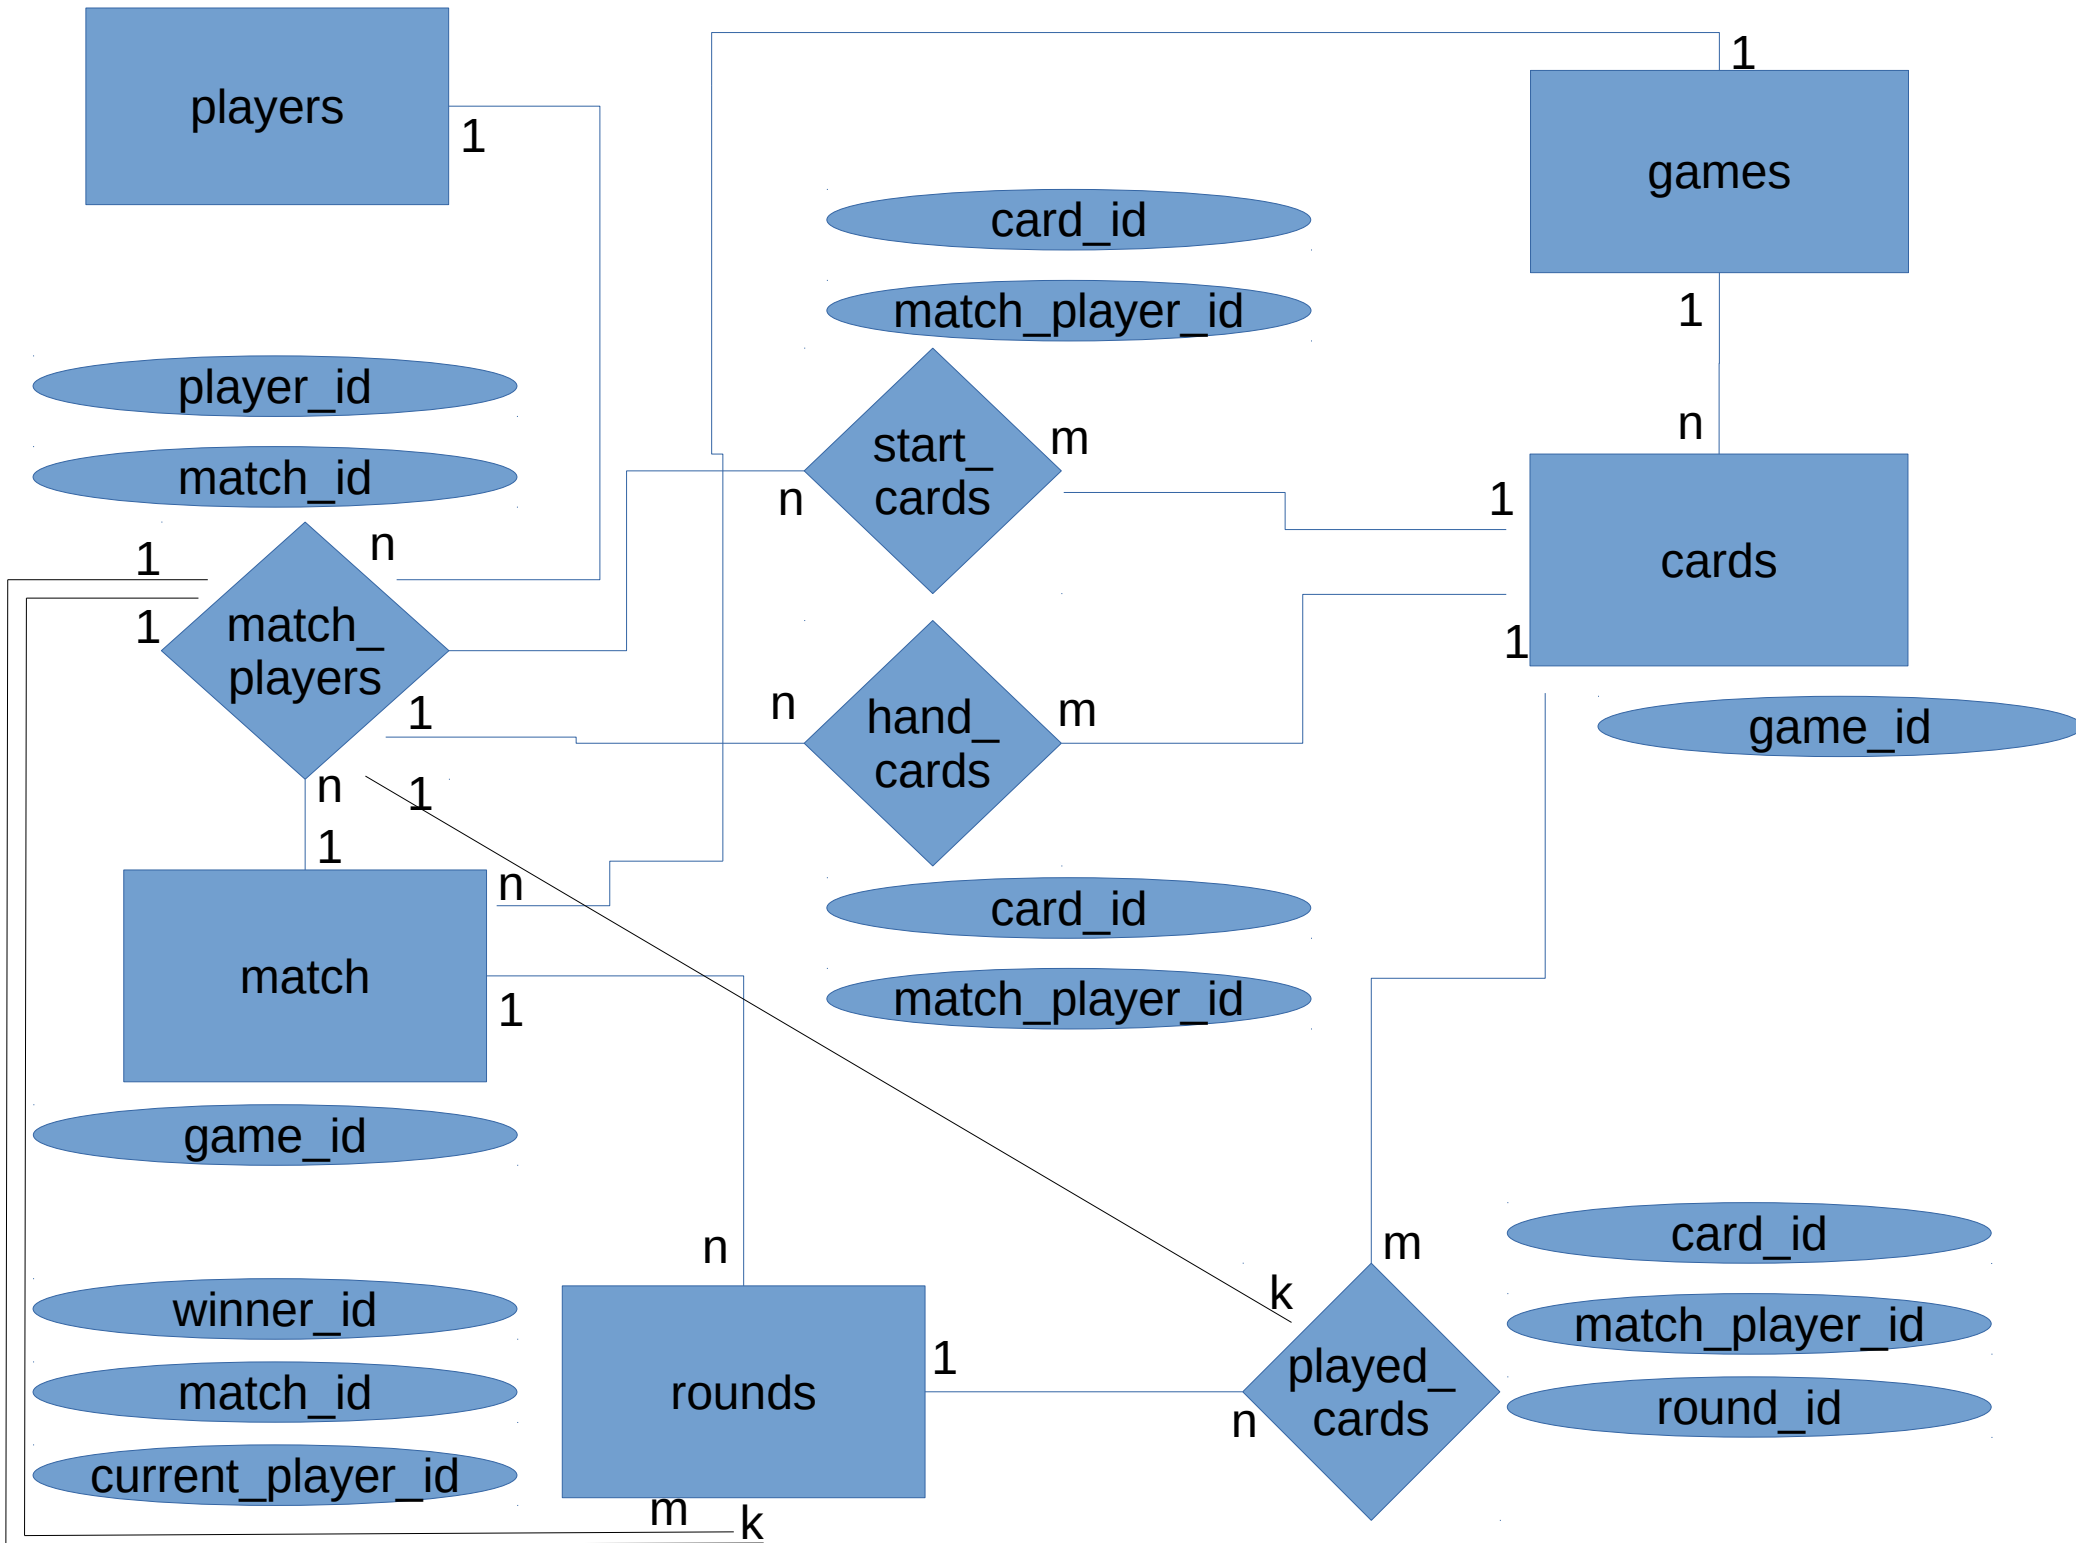 1
players
1
games
card_id
match_player_id
1
player_id
n
m
start_
cards
match_id
1
n
n
1
cards
match_
players
1
1
n
m
hand_
cards
1
game_id
n
1
1
n
card_id
match
match_player_id
1
game_id
card_id
m
n
k
winner_id
match_player_id
1
played_
cards
match_id
rounds
round_id
n
current_player_id
m
k